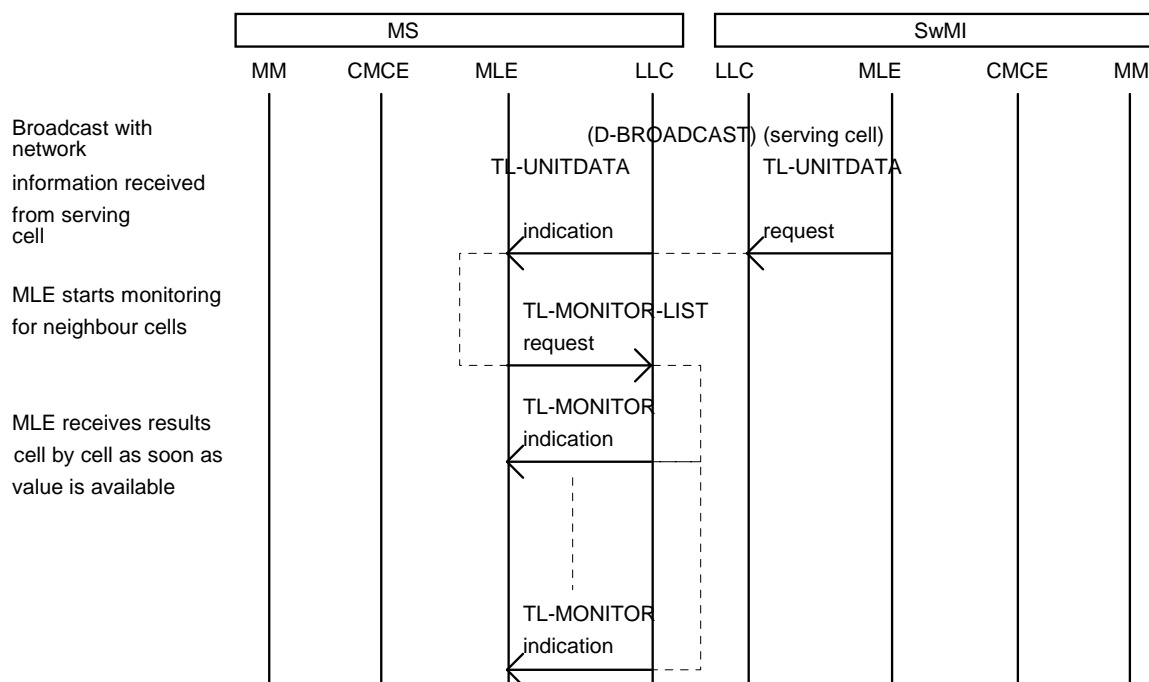 MS
SwMI
MM
CMCE
MLE
LLC
LLC
MLE
CMCE
MM
Broadcast with
network
information received
from serving
cell
(D-BROADCAST) (serving cell)
TL-UNITDATA
TL-UNITDATA
indication
request
MLE starts monitoring
for neighbour cells
TL-MONITOR-LIST
request
MLE receives results
cell by cell as soon as
value is available
TL-MONITOR
indication
TL-MONITOR
indication